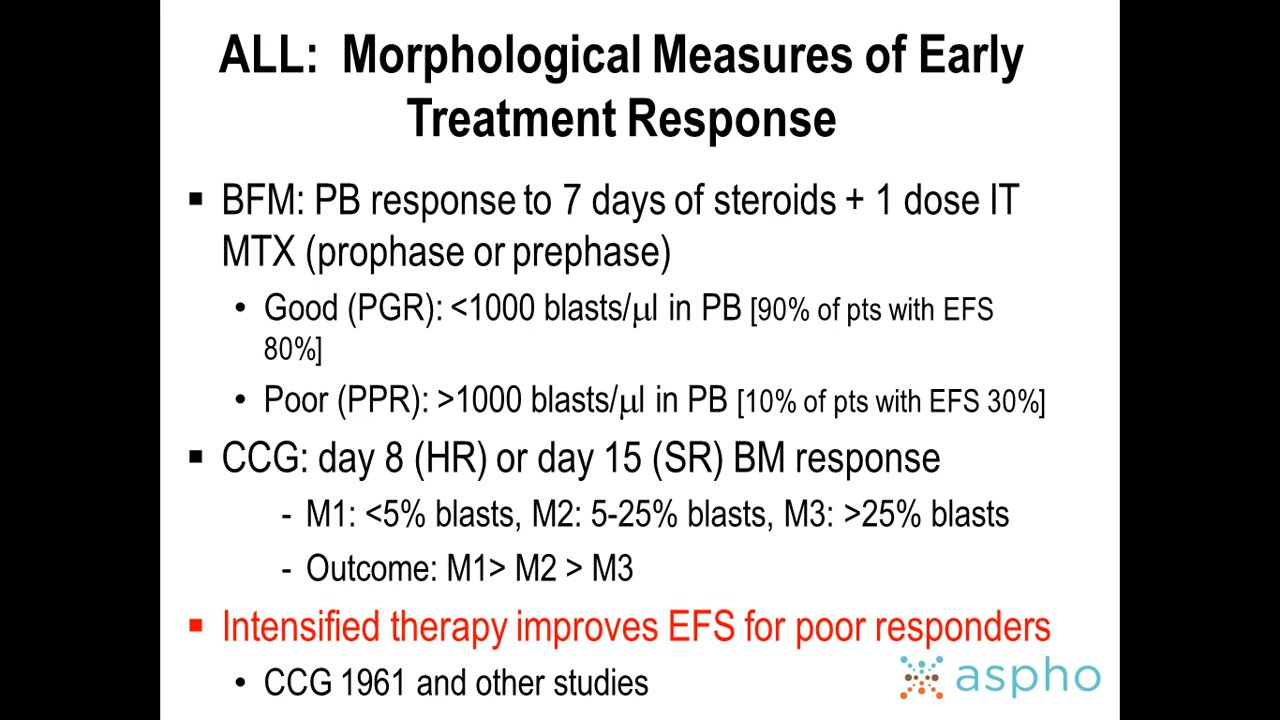 ALL: Morphological Measures of Early
Treatment Response
▪ BFM: PB response to 7 days of steroids + 1 dose IT
MTX (prophase or prephase)
• Good (PGR): <1000 blasts/μl in PB [90% of pts with EFS
80%]
• Poor (PPR): >1000 blasts/μl in PB [10% of pts with EFS 30%]
▪ CCG: day 8 (HR) or day 15 (SR) BM response
- M1: <5% blasts, M2: 5-25% blasts, M3: >25% blasts
- Outcome: M1> M2 > M3
▪ Intensified therapy improves EFS for poor responders
• CCG 1961 and other studies
aspho